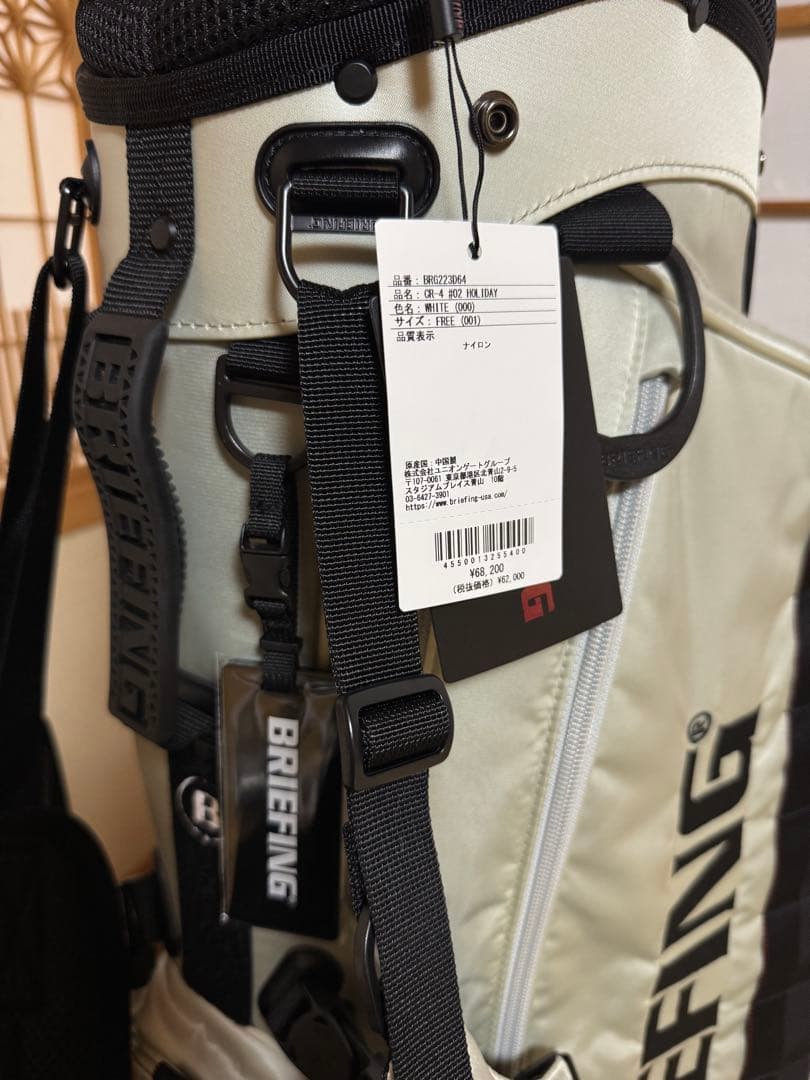 BRIEFING
品番 : BRG223D64
品名 : CR-4 #02 HOLIDAY
色名 : WHITE (000)
サイズ : FREE (001)
品質表示
ナイロン
原産国 : 中国製
株式会社ユニオンゲートグループ
〒107-0061 東京都港区北青山2-9-5
スタジアムプレイス青山 10階
03-6427-3901
https://www.briefing-usa.com/
4550013255400
¥68,200
(税抜価格) ¥62,000
BRIEFING
BRIEFING
G
BRIEFING
B
BRIEFING
EFING®